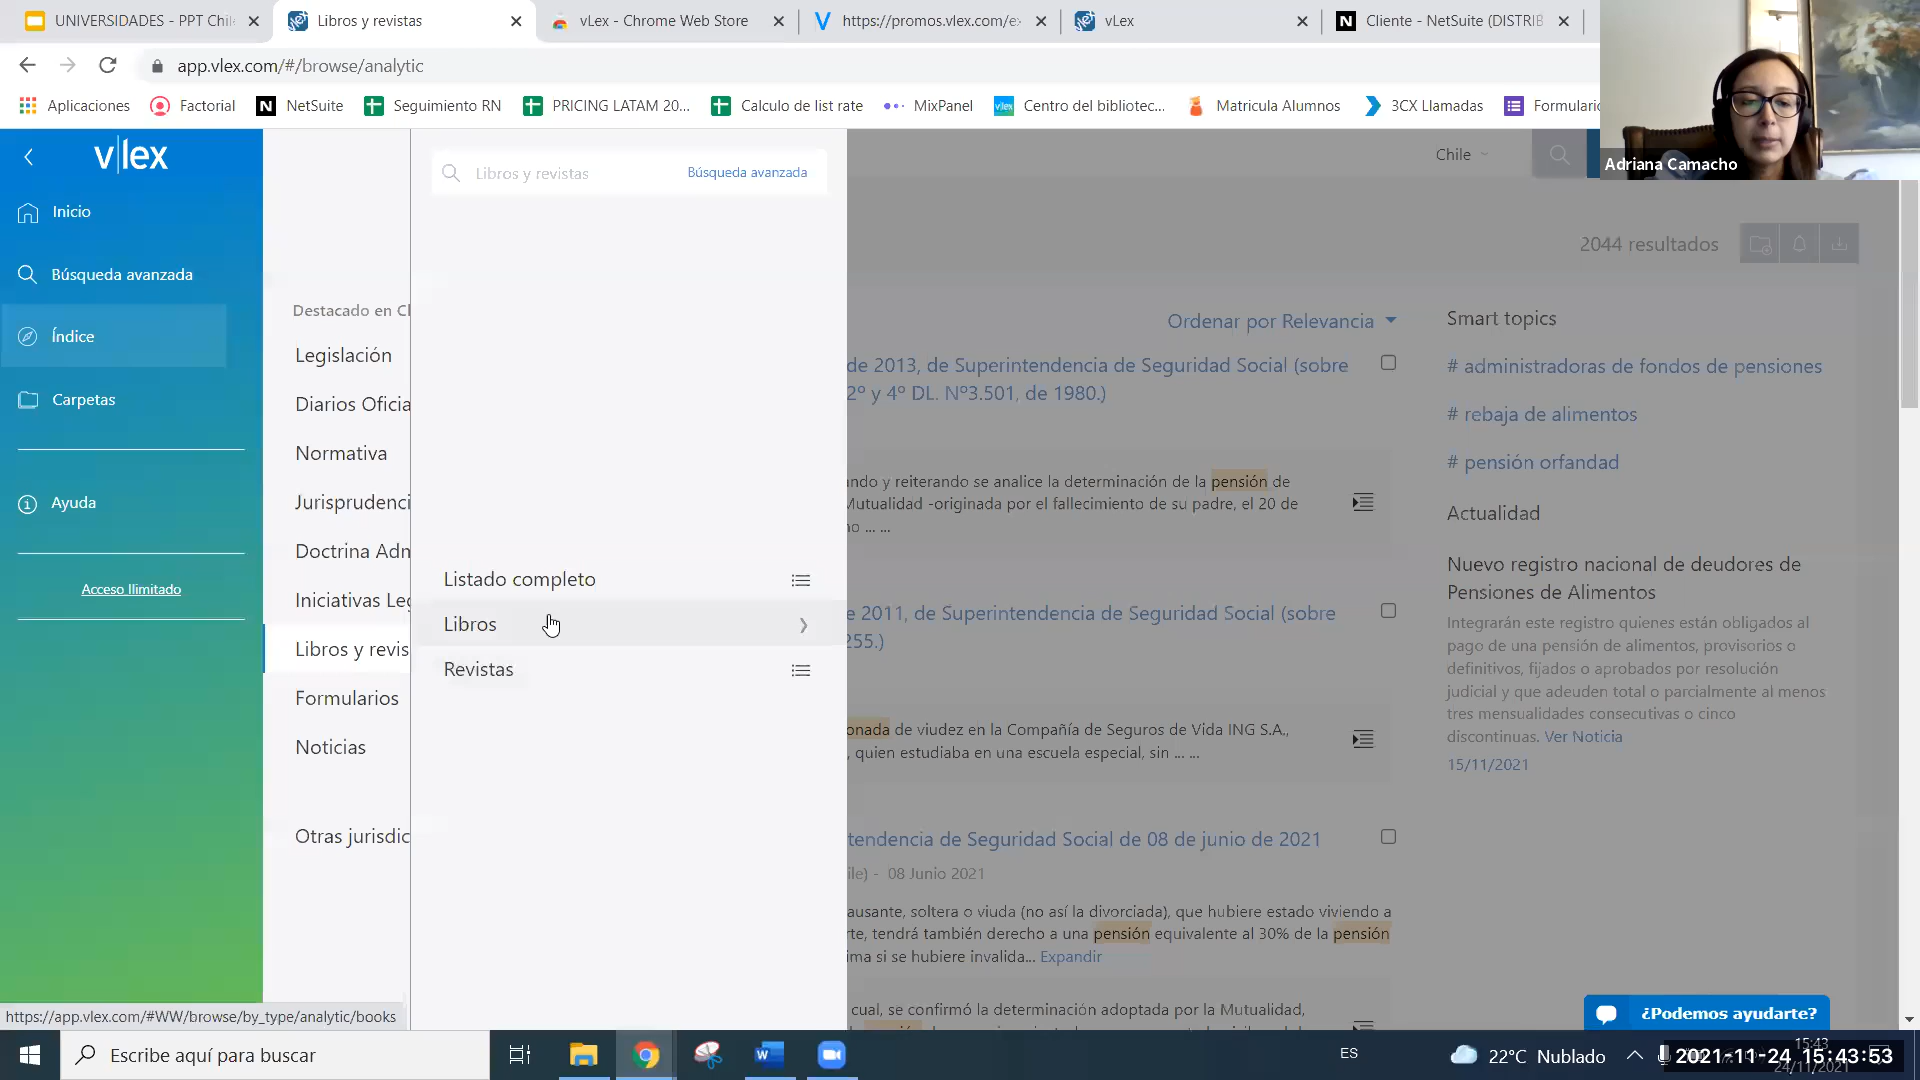 UNIVERSIDADES - PPT Chil
Libros y revistas
vLex - Chrome Web Store
https://promos.vlex.com/e
vLex
Cliente - NetSuite (DISTRIB
app.vlex.com/#/browse/analytic
Aplicaciones
Factorial
NetSuite
Seguimiento RN
PRICING LATAM 20...
Calculo de list rate
MixPanel
Centro del bibliotec...
Matricula Alumnos
3CX Llamadas
Formulario
Adriana Camacho
v|lex
Inicio
Búsqueda avanzada
Índice
Carpetas
Ayuda
Acceso Ilimitado
Destacado en Cl
Legislación
Diarios Oficia
Normativa
Jurisprudenci
Doctrina Adm
Iniciativas Leg
Libros y revis
Formularios
Noticias
Otras jurisdic
Libros y revistas
Búsqueda avanzada
Listado completo
Libros
Revistas
Chile
2044 resultados
Ordenar por Relevancia
de 2013, de Superintendencia de Seguridad Social (sobre
2º y 4º DL. Nº3.501, de 1980.)
ando y reiterando se analice la determinación de la pensión de
Mutualidad -originada por el fallecimiento de su padre, el 20 de
no ... ...
e 2011, de Superintendencia de Seguridad Social (sobre
255.)
onada de viudez en la Compañía de Seguros de Vida ING S.A.,
, quien estudiaba en una escuela especial, sin ... ...
tendencia de Seguridad Social de 08 de junio de 2021
ile) - 08 Junio 2021
ausante, soltera o viuda (no así la divorciada), que hubiere estado viviendo a
rte, tendrá también derecho a una pensión equivalente al 30% de la pensión
ima si se hubiere invalida... Expandir
cual, se confirmó la determinación adoptada por la Mutualidad,
Smart topics
# administradoras de fondos de pensiones
# rebaja de alimentos
# pensión orfandad
Actualidad
Nuevo registro nacional de deudores de
Pensiones de Alimentos
Integrarán este registro quienes están obligados al
pago de una pensión de alimentos, provisorios o
definitivos, fijados o aprobados por resolución
judicial y que adeuden total o parcialmente al menos
tres mensualidades consecutivas o cinco
discontinuas. Ver Noticia
15/11/2021
¿Podemos ayudarte?
https://app.vlex.com/#WW/browse/by_type/analytic/books
Escribe aquí para buscar
ES
22°C Nublado
15:43
24/11/2021
2021-11-24 15:43:53